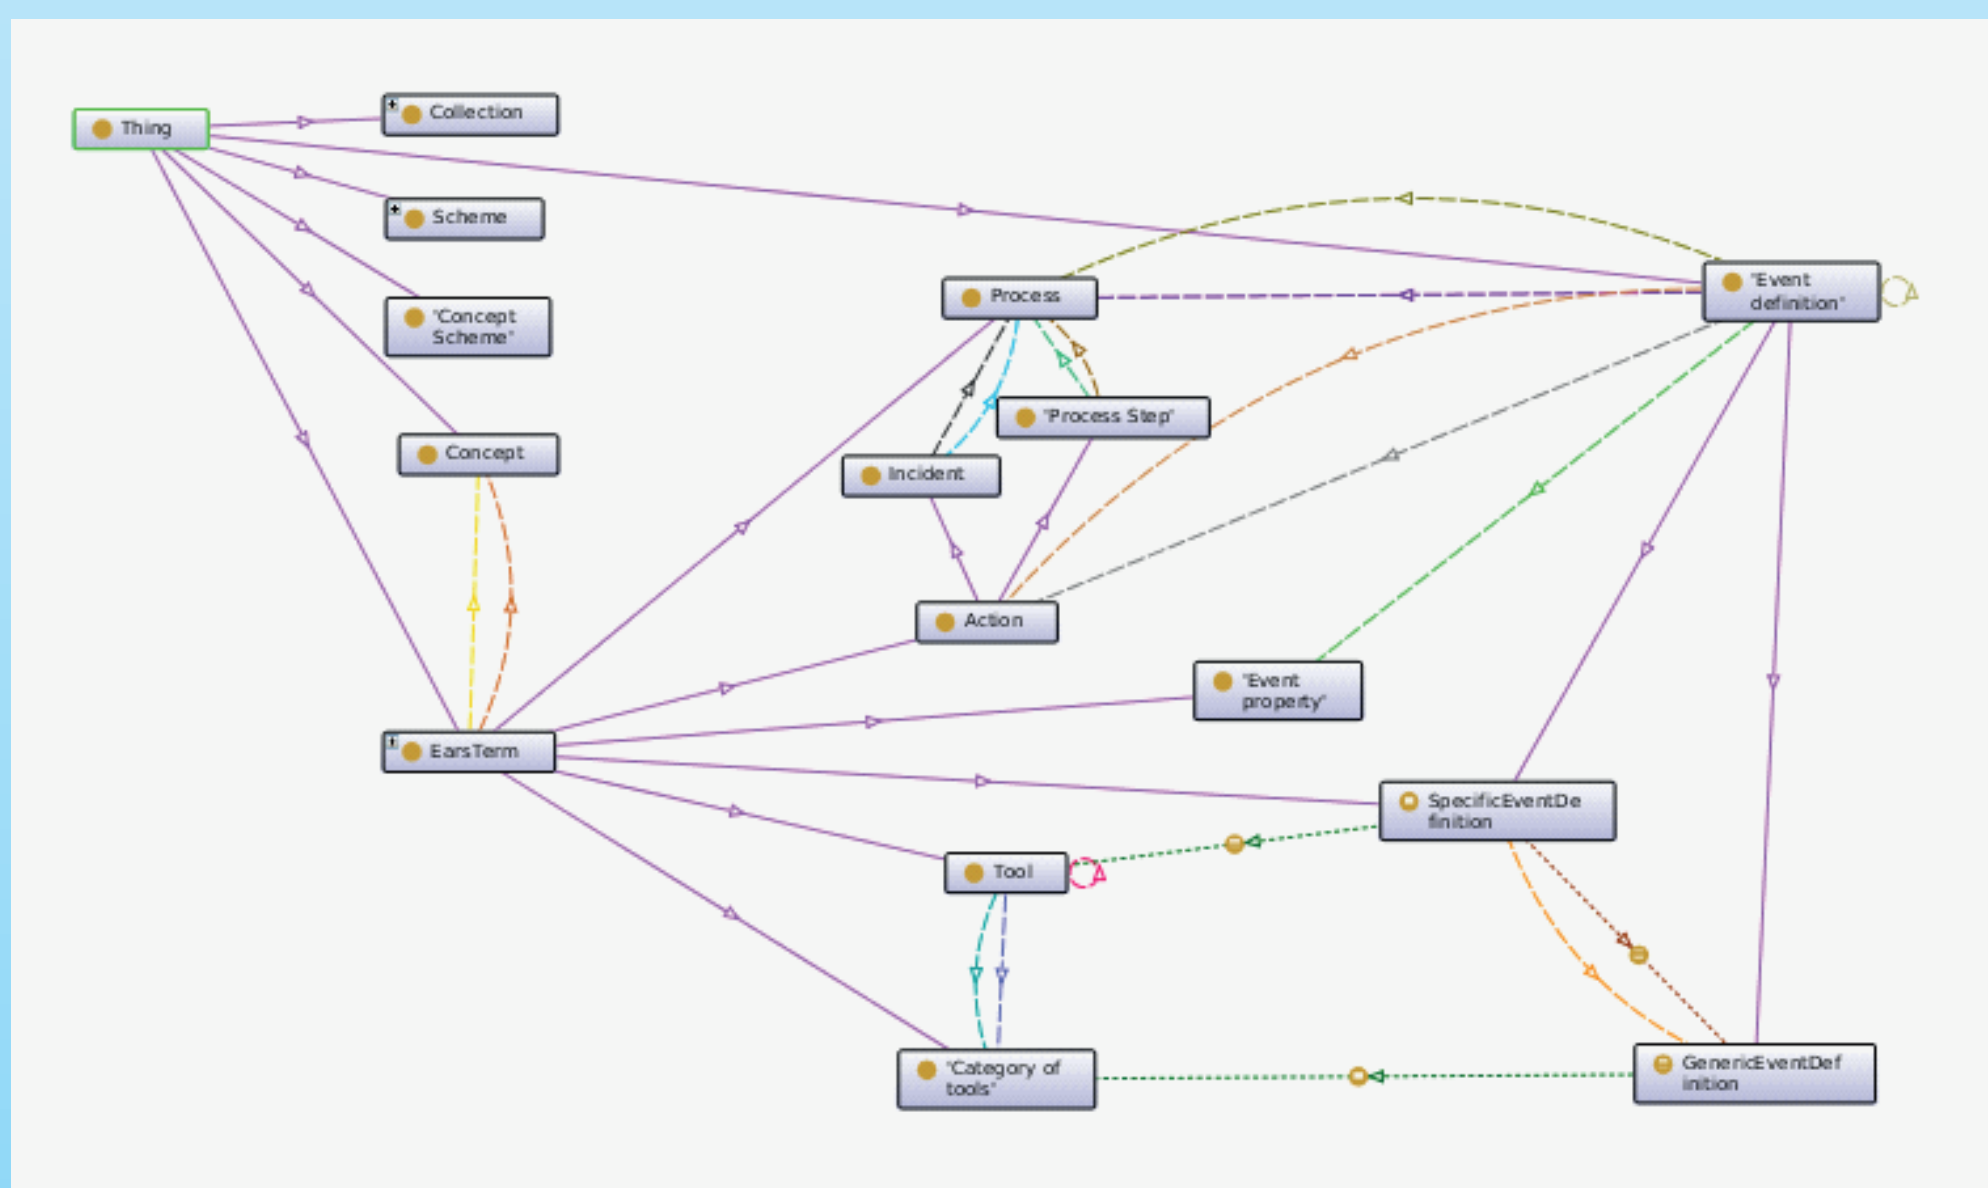 Thing
Collection
Scheme
"Concept
Scheme"
Concept
Process
"Event
definition"
"Process Step"
Incident
Action
"Event
property"
EarsTerm
SpecificEventDe
finition
Tool
"Category of
tools"
GenericEventDef
inition